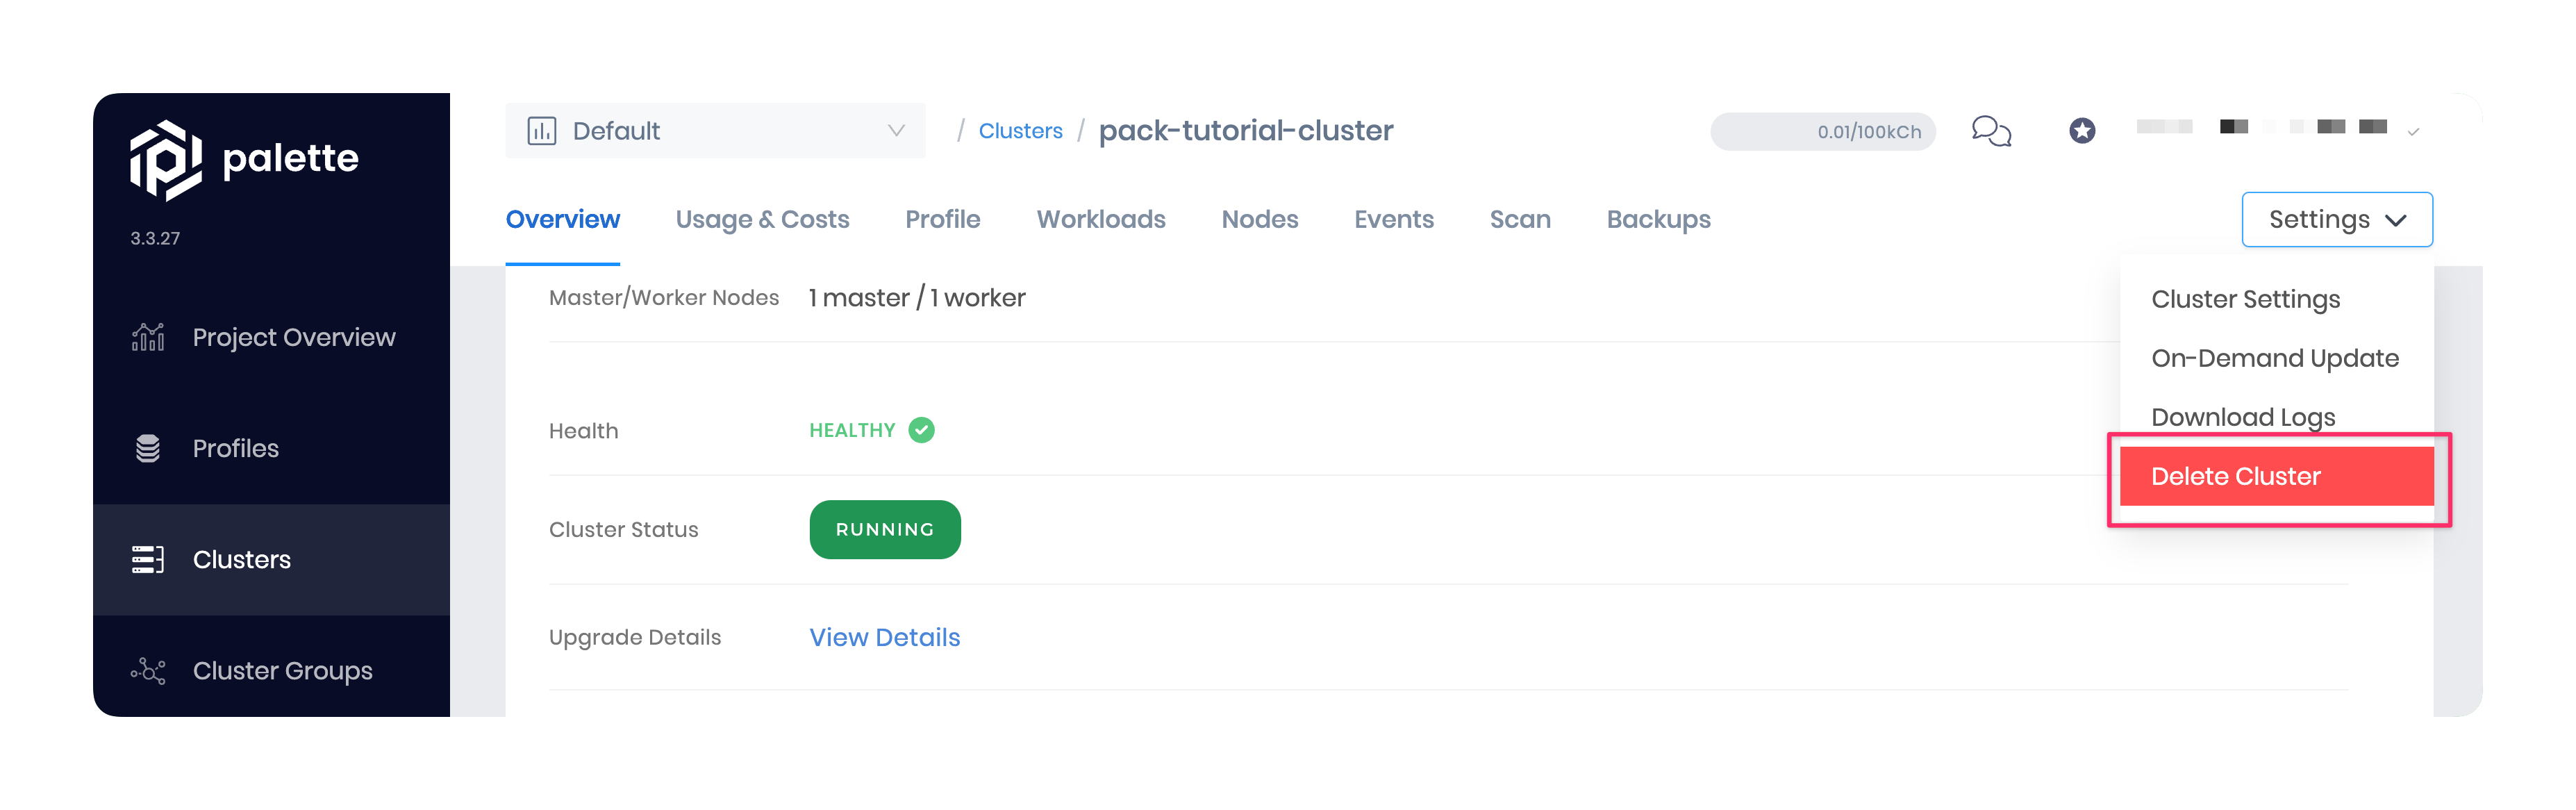 palette
3.3.27
Project Overview
Profiles
Clusters
Cluster Groups
Default
/ Clusters / pack-tutorial-cluster
0.01/100kCh
Overview Usage & Costs Profile Workloads Nodes Events Scan Backups
Settings
Cluster Settings
On-Demand Update
Download Logs
Delete Cluster
Master/Worker Nodes 1 master / 1 worker
Health HEALTHY
Cluster Status RUNNING
Upgrade Details View Details